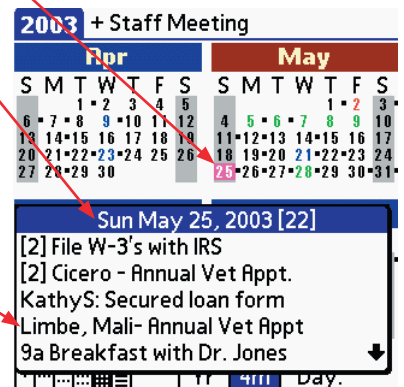 2003 + Staff Meeting
Apr May
S M T W T F S S M T W T F S
1 2 3 4 5 1 2 3
6 7 8 9 10 11 12 4 5 6 7 8 9 10
13 14 15 16 17 18 19 11 12 13 14 15 16 17
20 21 22 23 24 25 26 18 19 20 21 22 23 24
27 28 29 30 25 26 27 28 29 30 31
Sun May 25, 2003 [22]
[2] File W-3's with IRS
[2] Cicero - Annual Vet Appt.
KathyS: Secured loan form
Limbe, Mali- Annual Vet Appt
9a Breakfast with Dr. Jones
Yr 4m Day: